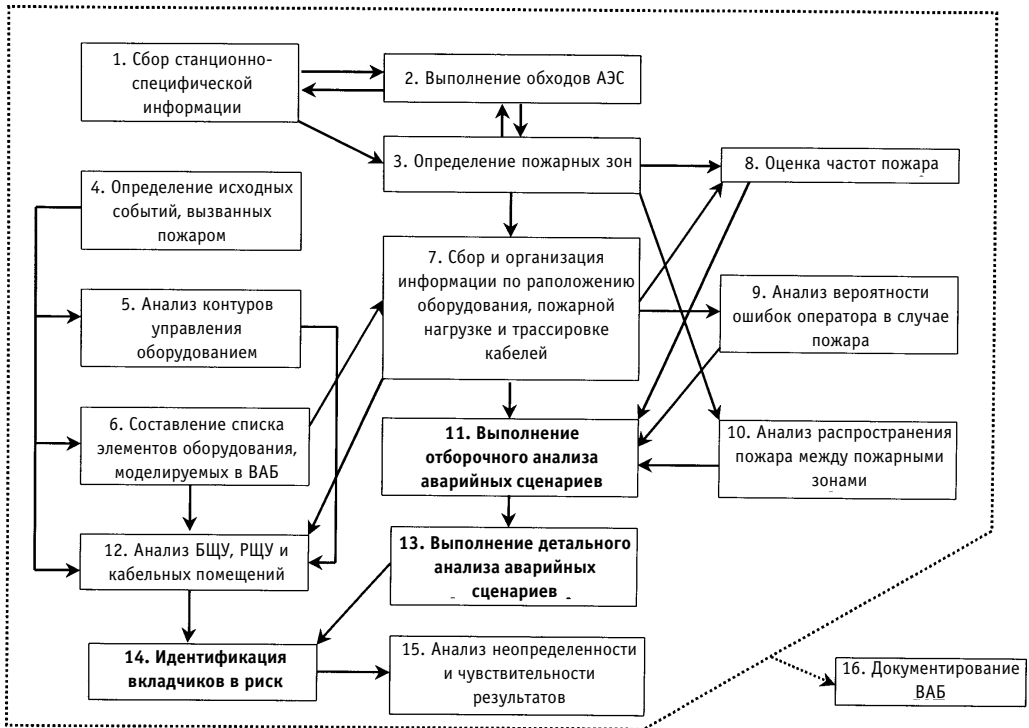 1. Сбор станционно-
специфической
информации
2. Выполнение обходов АЭС
3. Определение пожарных зон
8. Оценка частот пожара
4. Определение исходных
событий, вызванных
пожаром
7. Сбор и организация
информации по раположению
оборудования, пожарной
нагрузке и трассировке
кабелей
5. Анализ контуров
управления
оборудованием
9. Анализ вероятности
ошибок оператора в случае
пожара
6. Составление списка
элементов оборудования,
моделируемых в ВАБ
11. Выполнение
отборочного анализа
аварийных сценариев
10. Анализ распространения
пожара между пожарными
зонами
12. Анализ БЩУ, РЩУ и
кабельных помещений
13. Выполнение детального
анализа аварийных
сценариев
14. Идентификация
вкладчиков в риск
15. Анализ неопределенности
и чувствительности
результатов
16. Документирование
ВАБ